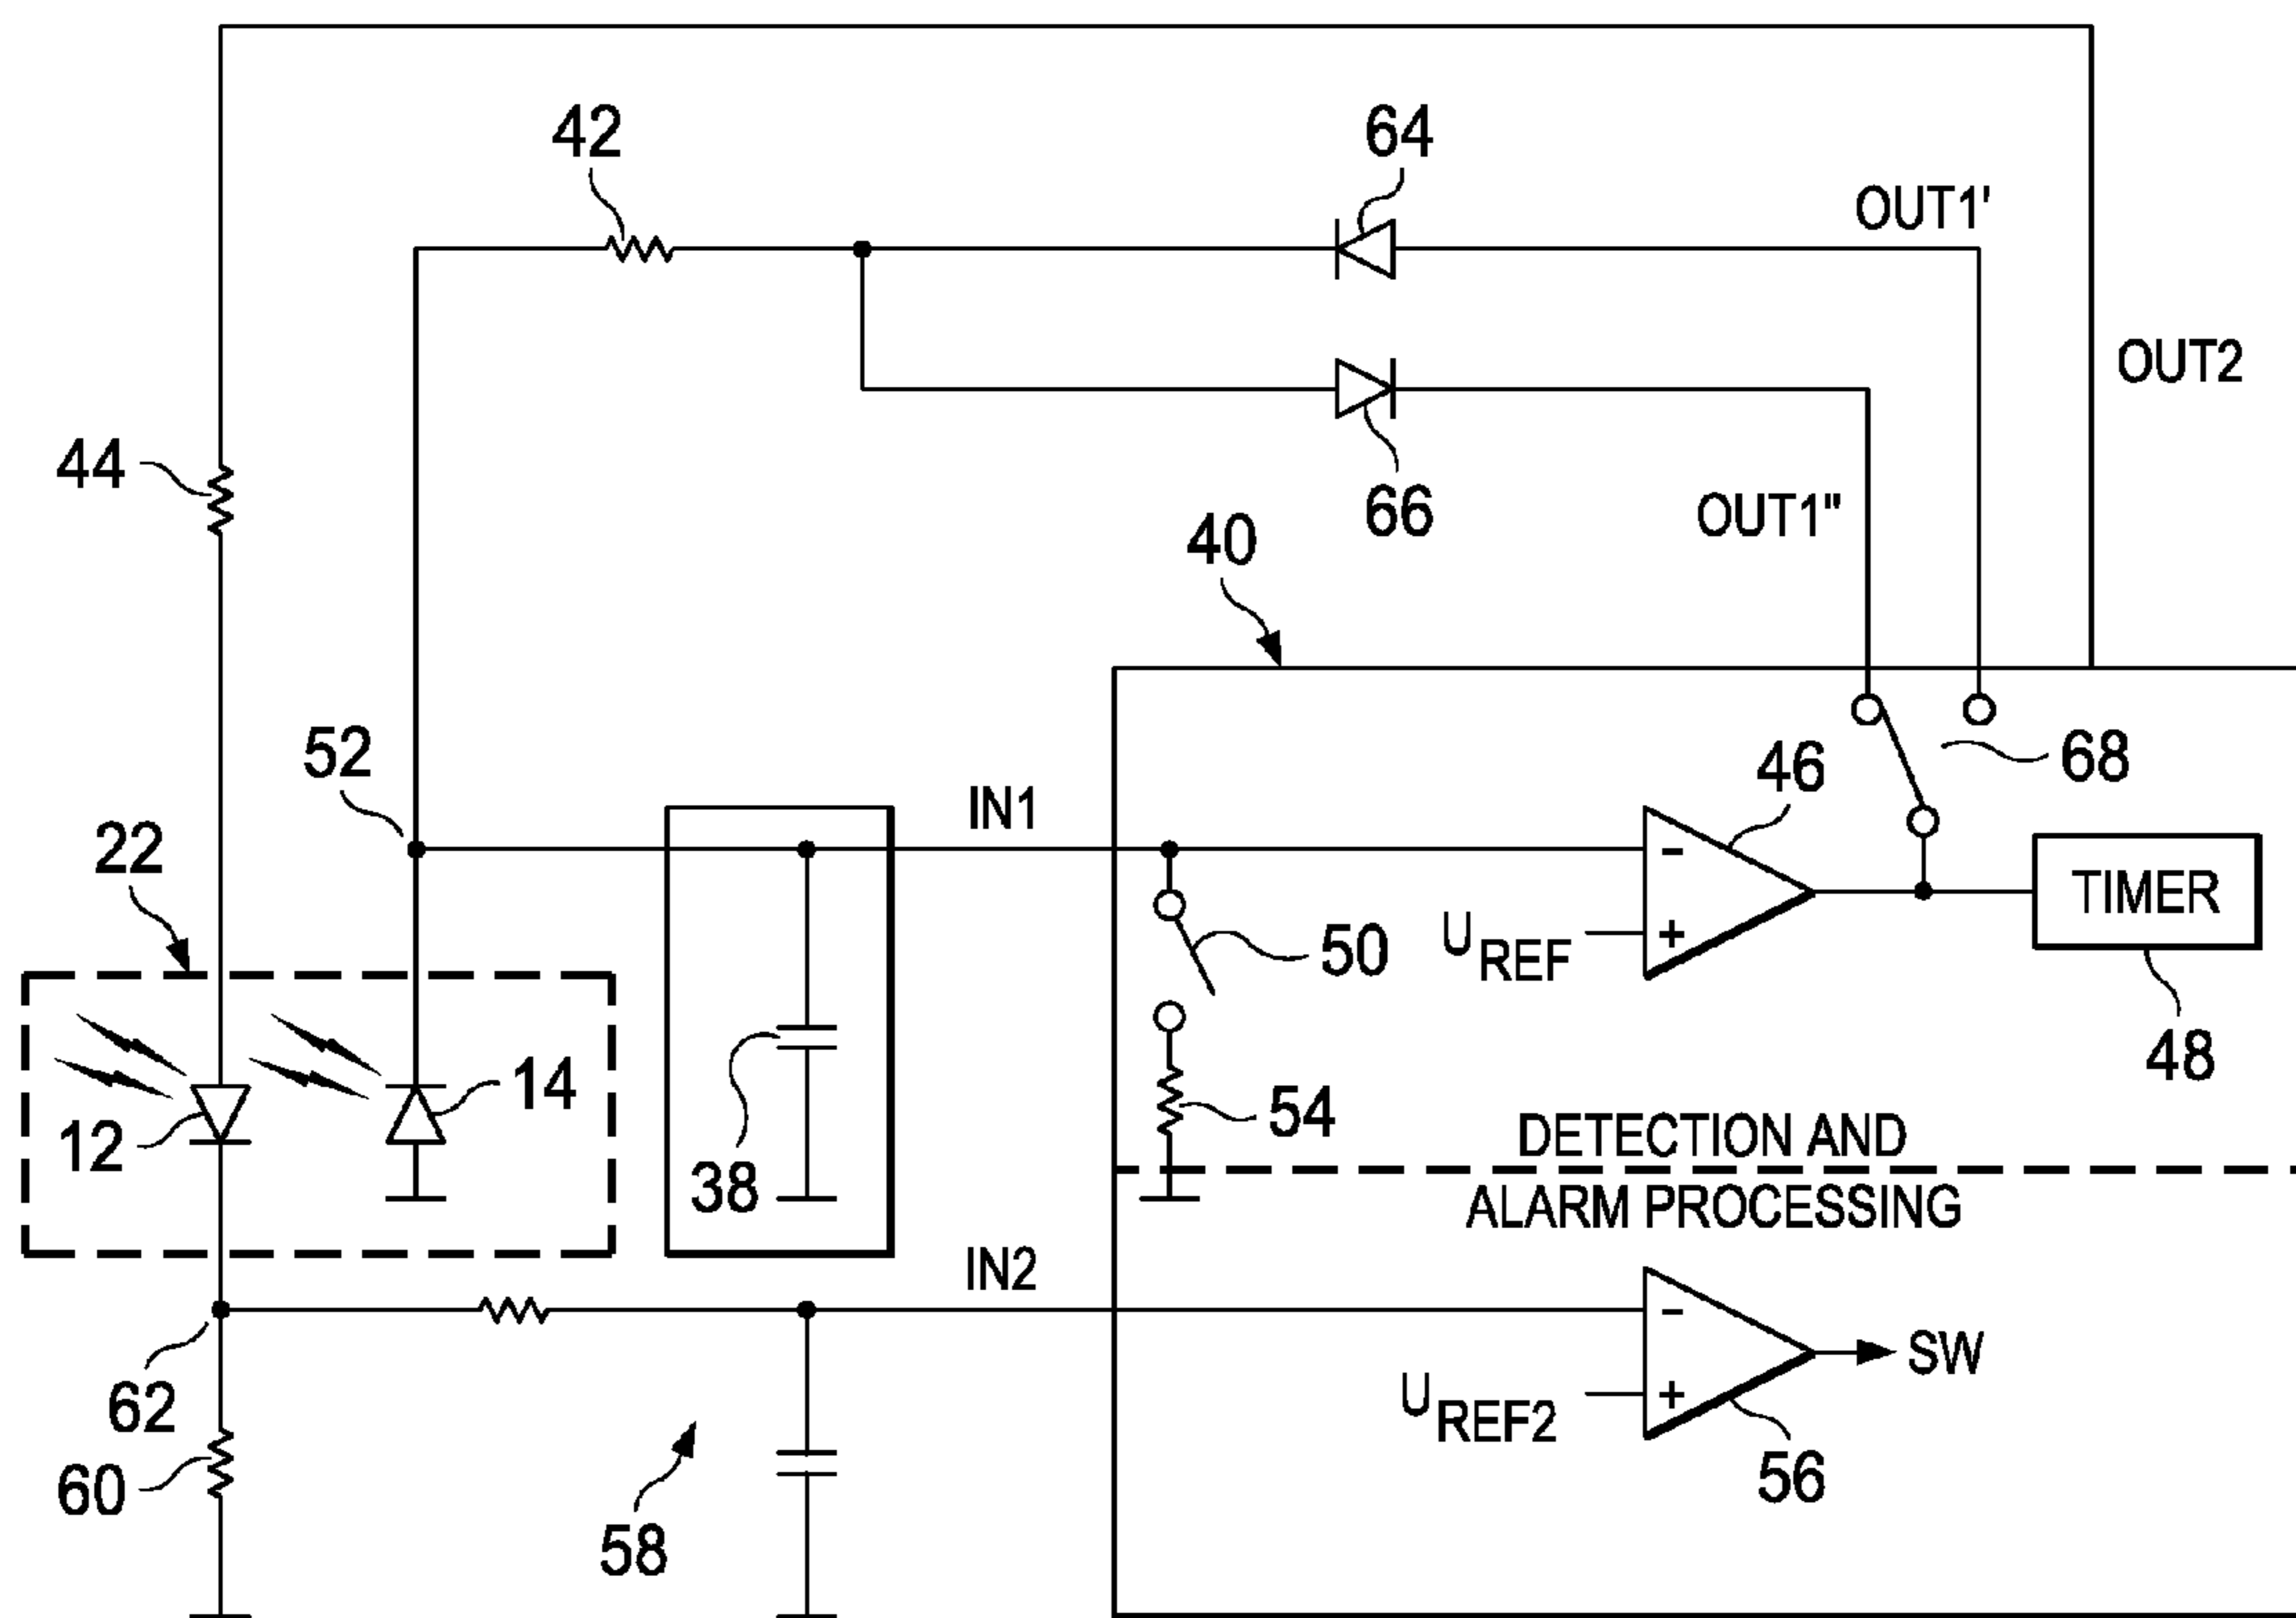 42
64
OUT1'
OUT2
44
66
OUT1"
40
52
46
68
22
IN1
-
U REF
+
50
TIMER
12
14
38
54
48
DETECTION AND
ALARM PROCESSING
IN2
-
62
U REF2
+
SW
60
58
56